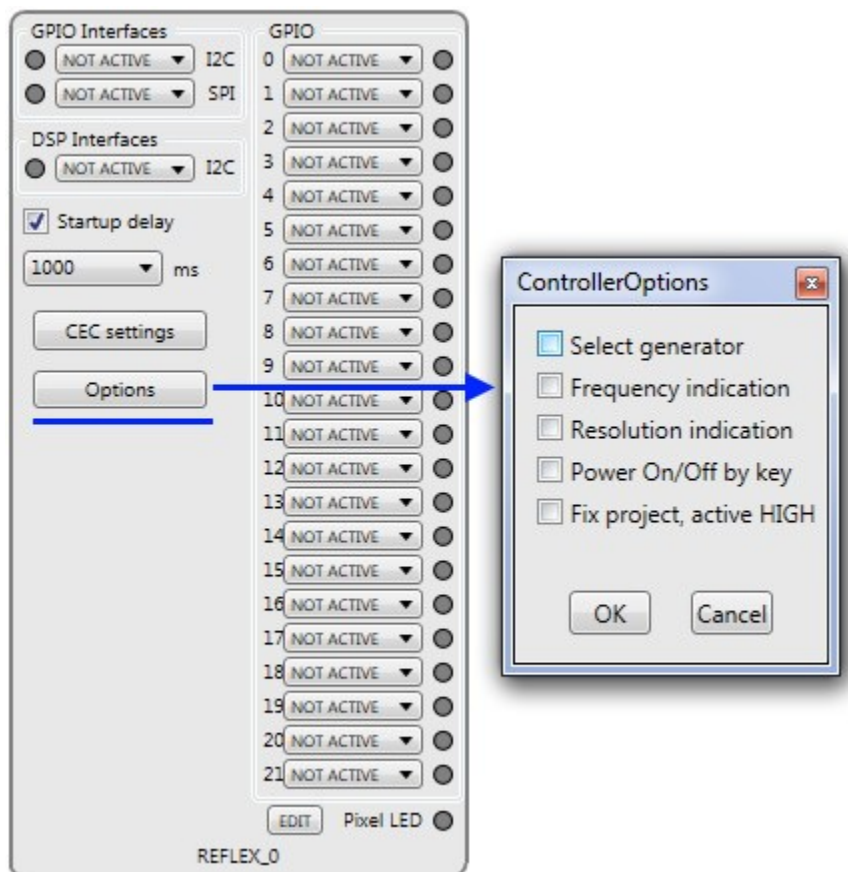 GPIO Interfaces
NOT ACTIVE I2C
NOT ACTIVE SPI
DSP Interfaces
NOT ACTIVE I2C
Startup delay
1000 ms
CEC settings
Options
GPIO
0 NOT ACTIVE
1 NOT ACTIVE
2 NOT ACTIVE
3 NOT ACTIVE
4 NOT ACTIVE
5 NOT ACTIVE
6 NOT ACTIVE
7 NOT ACTIVE
8 NOT ACTIVE
9 NOT ACTIVE
10 NOT ACTIVE
11 NOT ACTIVE
12 NOT ACTIVE
13 NOT ACTIVE
14 NOT ACTIVE
15 NOT ACTIVE
16 NOT ACTIVE
17 NOT ACTIVE
18 NOT ACTIVE
19 NOT ACTIVE
20 NOT ACTIVE
21 NOT ACTIVE
EDIT Pixel LED
REFLEX_0
ControllerOptions
Select generator
Frequency indication
Resolution indication
Power On/Off by key
Fix project, active HIGH
OK Cancel